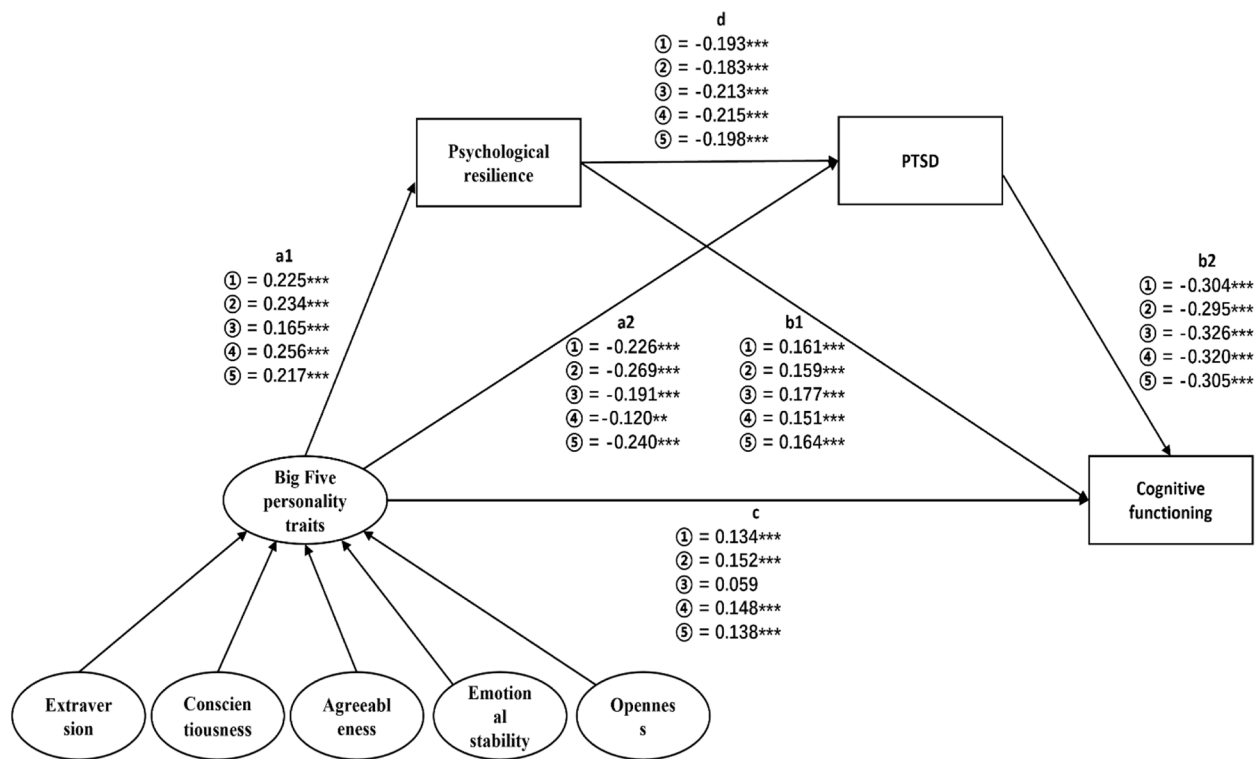 d
① = -0.193***
② = -0.183***
③ = -0.213***
④ = -0.215***
⑤ = -0.198***
Psychological
resilience
PTSD
a1
① = 0.225***
② = 0.234***
③ = 0.165***
④ = 0.256***
⑤ = 0.217***
b2
① = -0.304***
② = -0.295***
③ = -0.326***
④ = -0.320***
⑤ = -0.305***
a2
① = -0.226***
② = -0.269***
③ = -0.191***
④ =-0.120**
⑤ = -0.240***
b1
① = 0.161***
② = 0.159***
③ = 0.177***
④ = 0.151***
⑤ = 0.164***
Big Five
personality
traits
Cognitive
functioning
c
① = 0.134***
② = 0.152***
③ = 0.059
④ = 0.148***
⑤ = 0.138***
Extraver
sion
Conscien
tiousness
Agreeabl
eness
Emotion
al
stability
Opennes
s